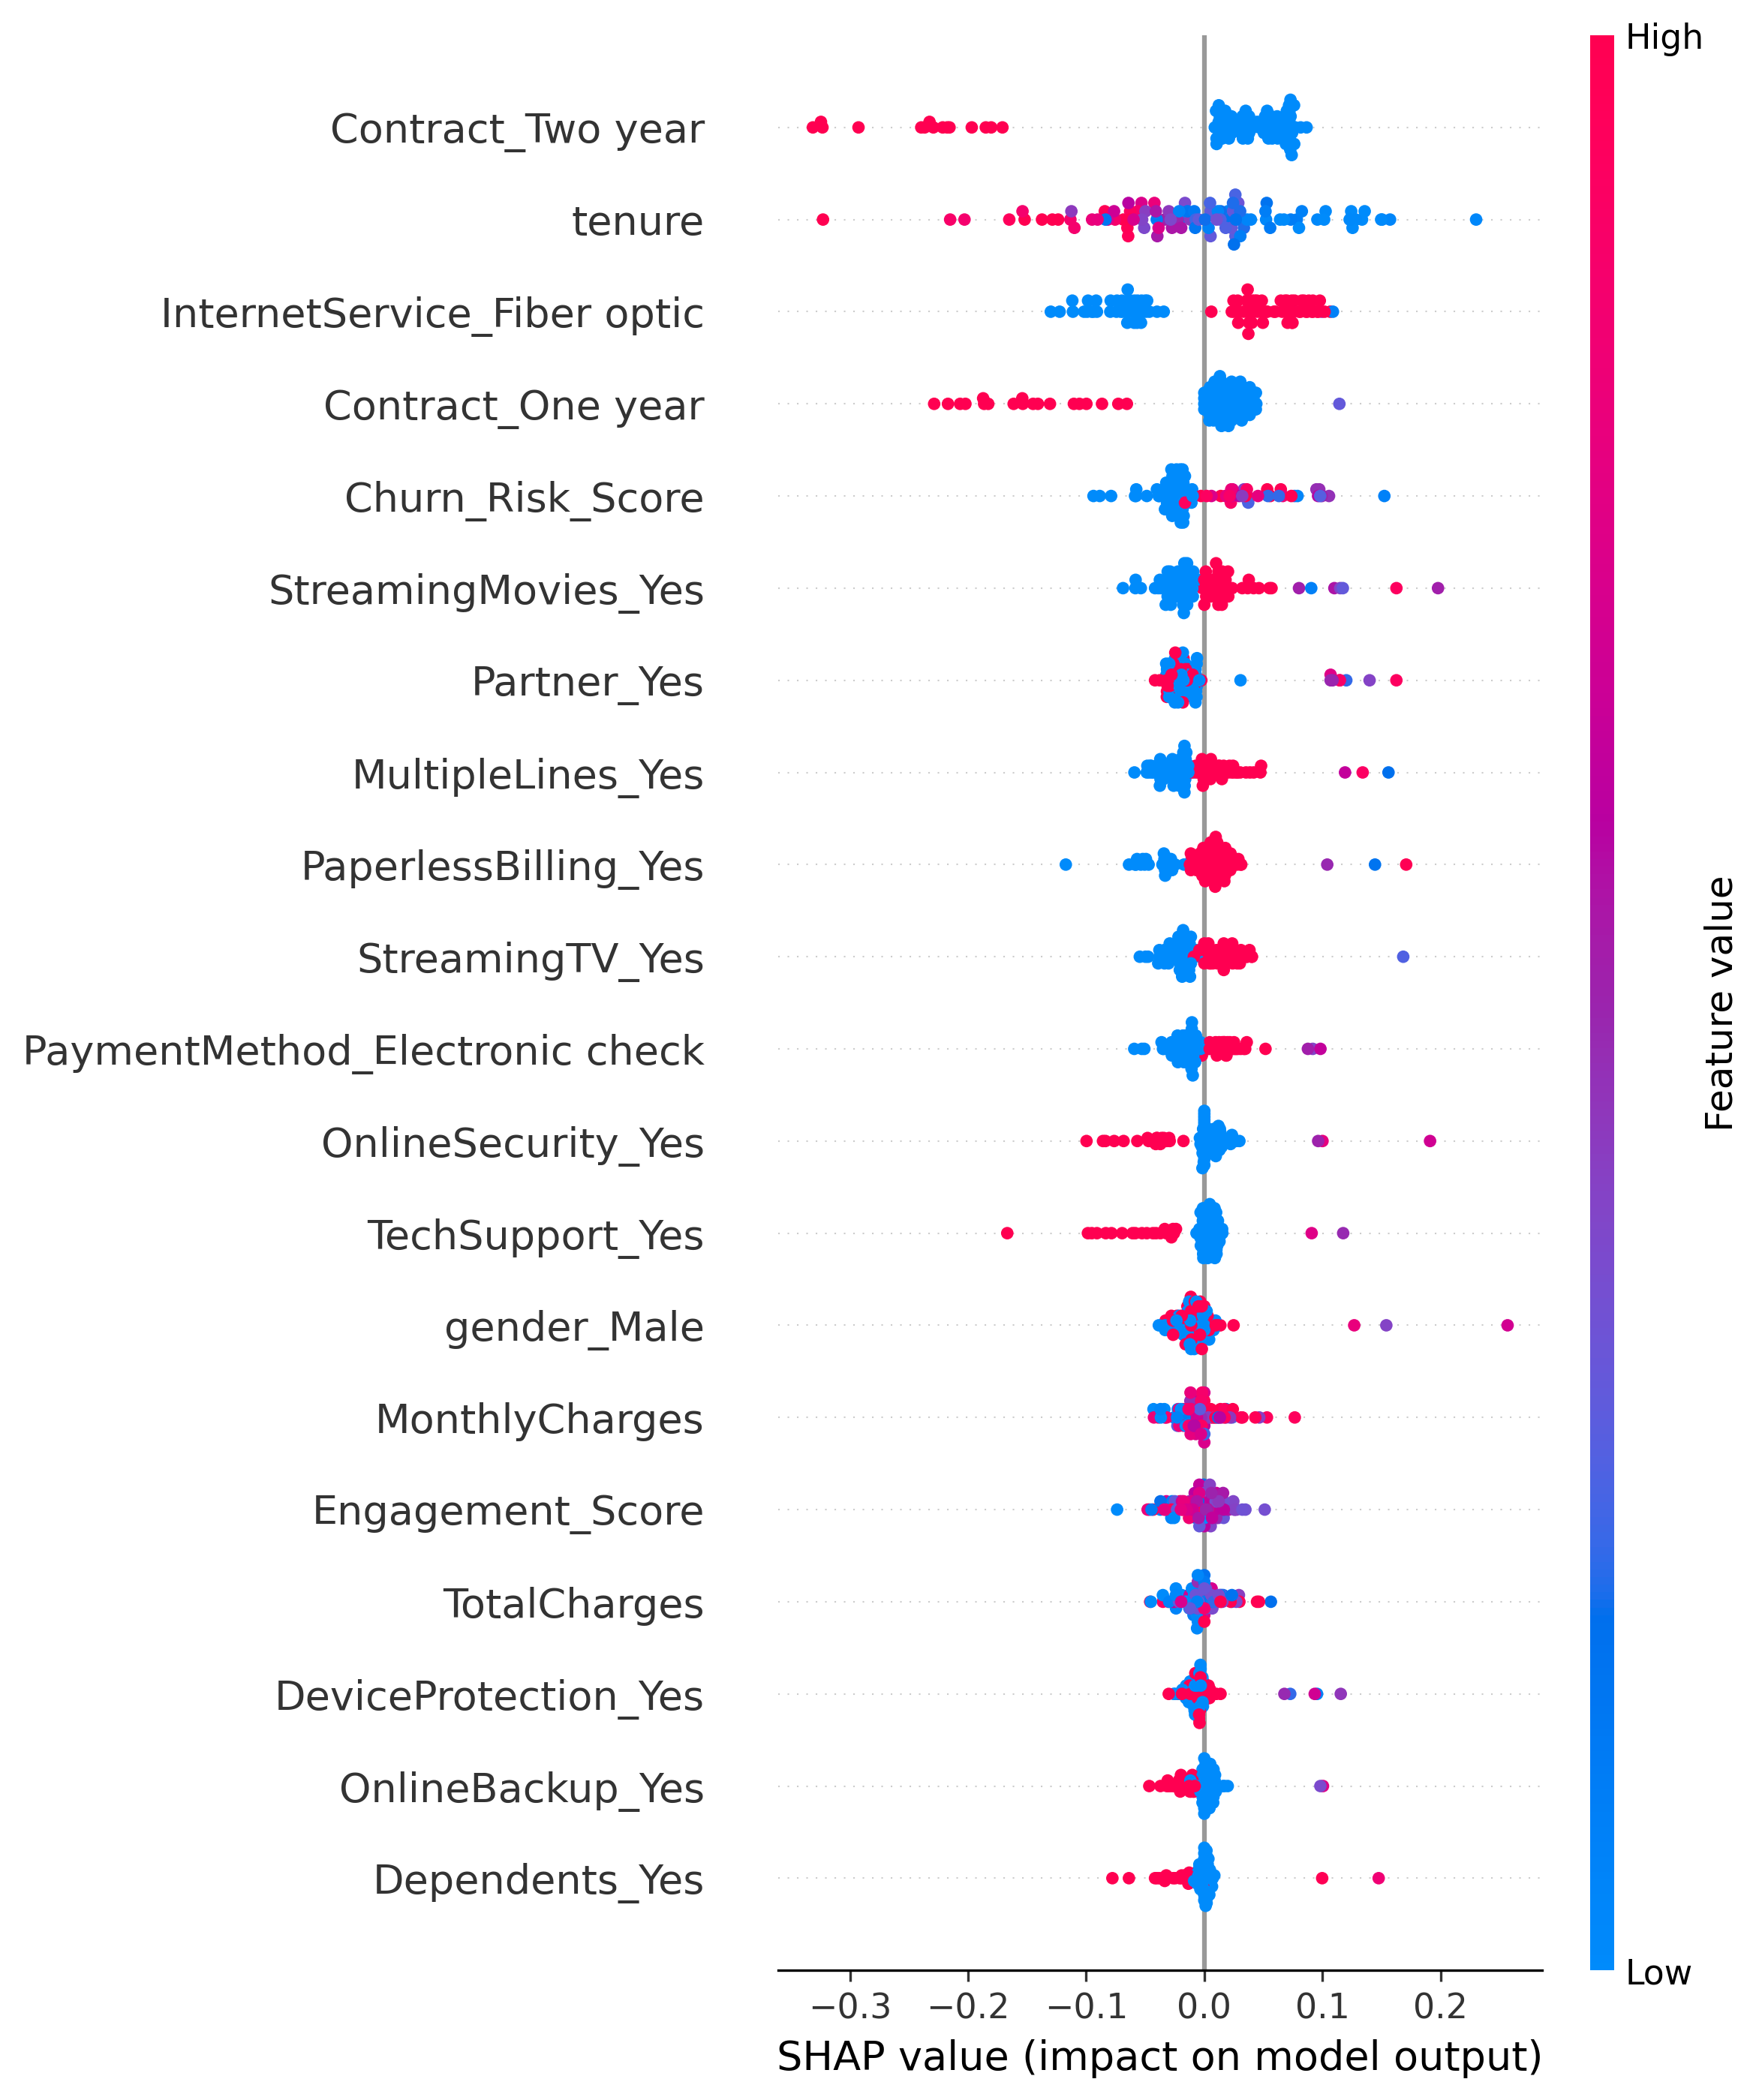 High
Contract_Two year
tenure
InternetService_Fiber optic
Contract_One year
Churn_Risk_Score
StreamingMovies_Yes
Partner_Yes
MultipleLines_Yes
PaperlessBilling_Yes
StreamingTV_Yes
PaymentMethod_Electronic check
OnlineSecurity_Yes
TechSupport_Yes
gender_Male
MonthlyCharges
Engagement_Score
TotalCharges
DeviceProtection_Yes
OnlineBackup_Yes
Dependents_Yes
Feature value
Low
−0.3 −0.2 −0.1 0.0 0.1 0.2
SHAP value (impact on model output)